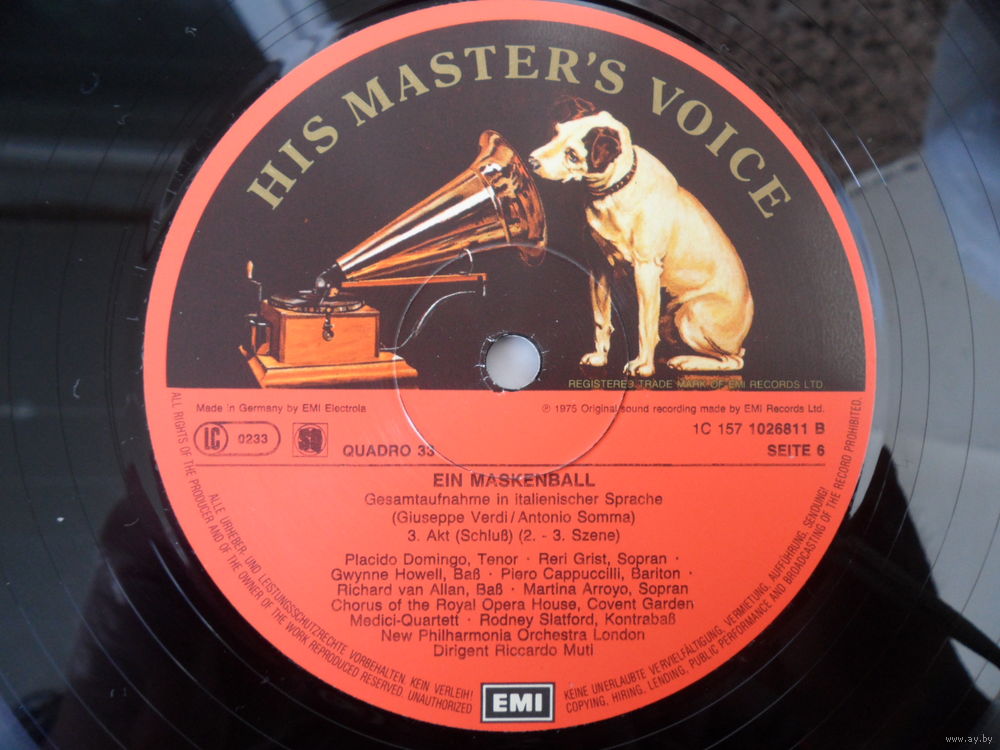 HIS MASTER'S VOICE
REGISTERED TRADE MARK OF EMI RECORDS LTD
Made in Germany by EMI Electrola
℗ 1975 Original sound recording made by EMI Records Ltd.
LC 0233
SQ
QUADRO 33
1C 157 1026811 B
SEITE 6
EIN MASKENBALL
Gesamtaufnahme in italienischer Sprache
(Giuseppe Verdi/Antonio Somma)
3. Akt (Schluß) (2. - 3. Szene)
Placido Domingo, Tenor · Reri Grist, Sopran ·
Gwynne Howell, Baß · Piero Cappuccilli, Bariton ·
Richard van Allan, Baß · Martina Arroyo, Sopran
Chorus of the Royal Opera House, Covent Garden
Medici-Quartett · Rodney Slatford, Kontrabaß
New Philharmonia Orchestra London
Dirigent Riccardo Muti
ALLE URHEBER- UND LEISTUNGSSCHUTZRECHTE VORBEHALTEN. KEIN VERLEIH!
KEINE UNERLAUBTE VERVIELFÄLTIGUNG, VERMIETUNG, AUFFÜHRUNG, SENDUNG!
ALL RIGHTS OF THE PRODUCER AND OF THE OWNER OF THE WORK REPRODUCED RESERVED. UNAUTHORIZED
COPYING, HIRING, LENDING, PUBLIC PERFORMANCE AND BROADCASTING OF THE RECORD PROHIBITED.
EMI
www.ay.by